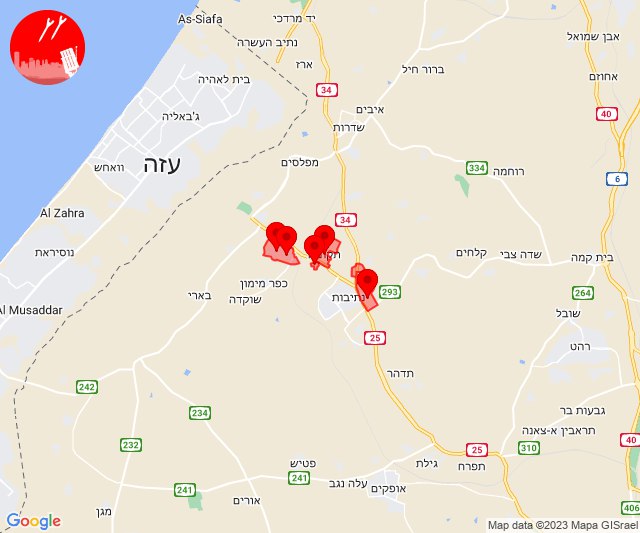 As-Siafa
יד מרדכי
אבן שמואל
נתיב העשרה
ארז
ברור חיל
בית לאהיה
אחוזם
34
איבים
40
ג'באליה
שדרות
מפלסים
עזה
וואחש
334
רוחמה
6
Al Zahra
34
נוסיראת
שדה צבי
קלחים
בית קמה
כפר מימון
בארי
שוקדה
נתיבות
293
264
Al Musaddar
שובל
25
רהט
תדהר
242
234
גבעות בר
תראבין א-צאנה
232
40
310
25
פטיש
גילת
תפרח
241
עלה נגב
241
אופקים
אורים
מגן
406
Google
Map data ©2023 Mapa GISrael